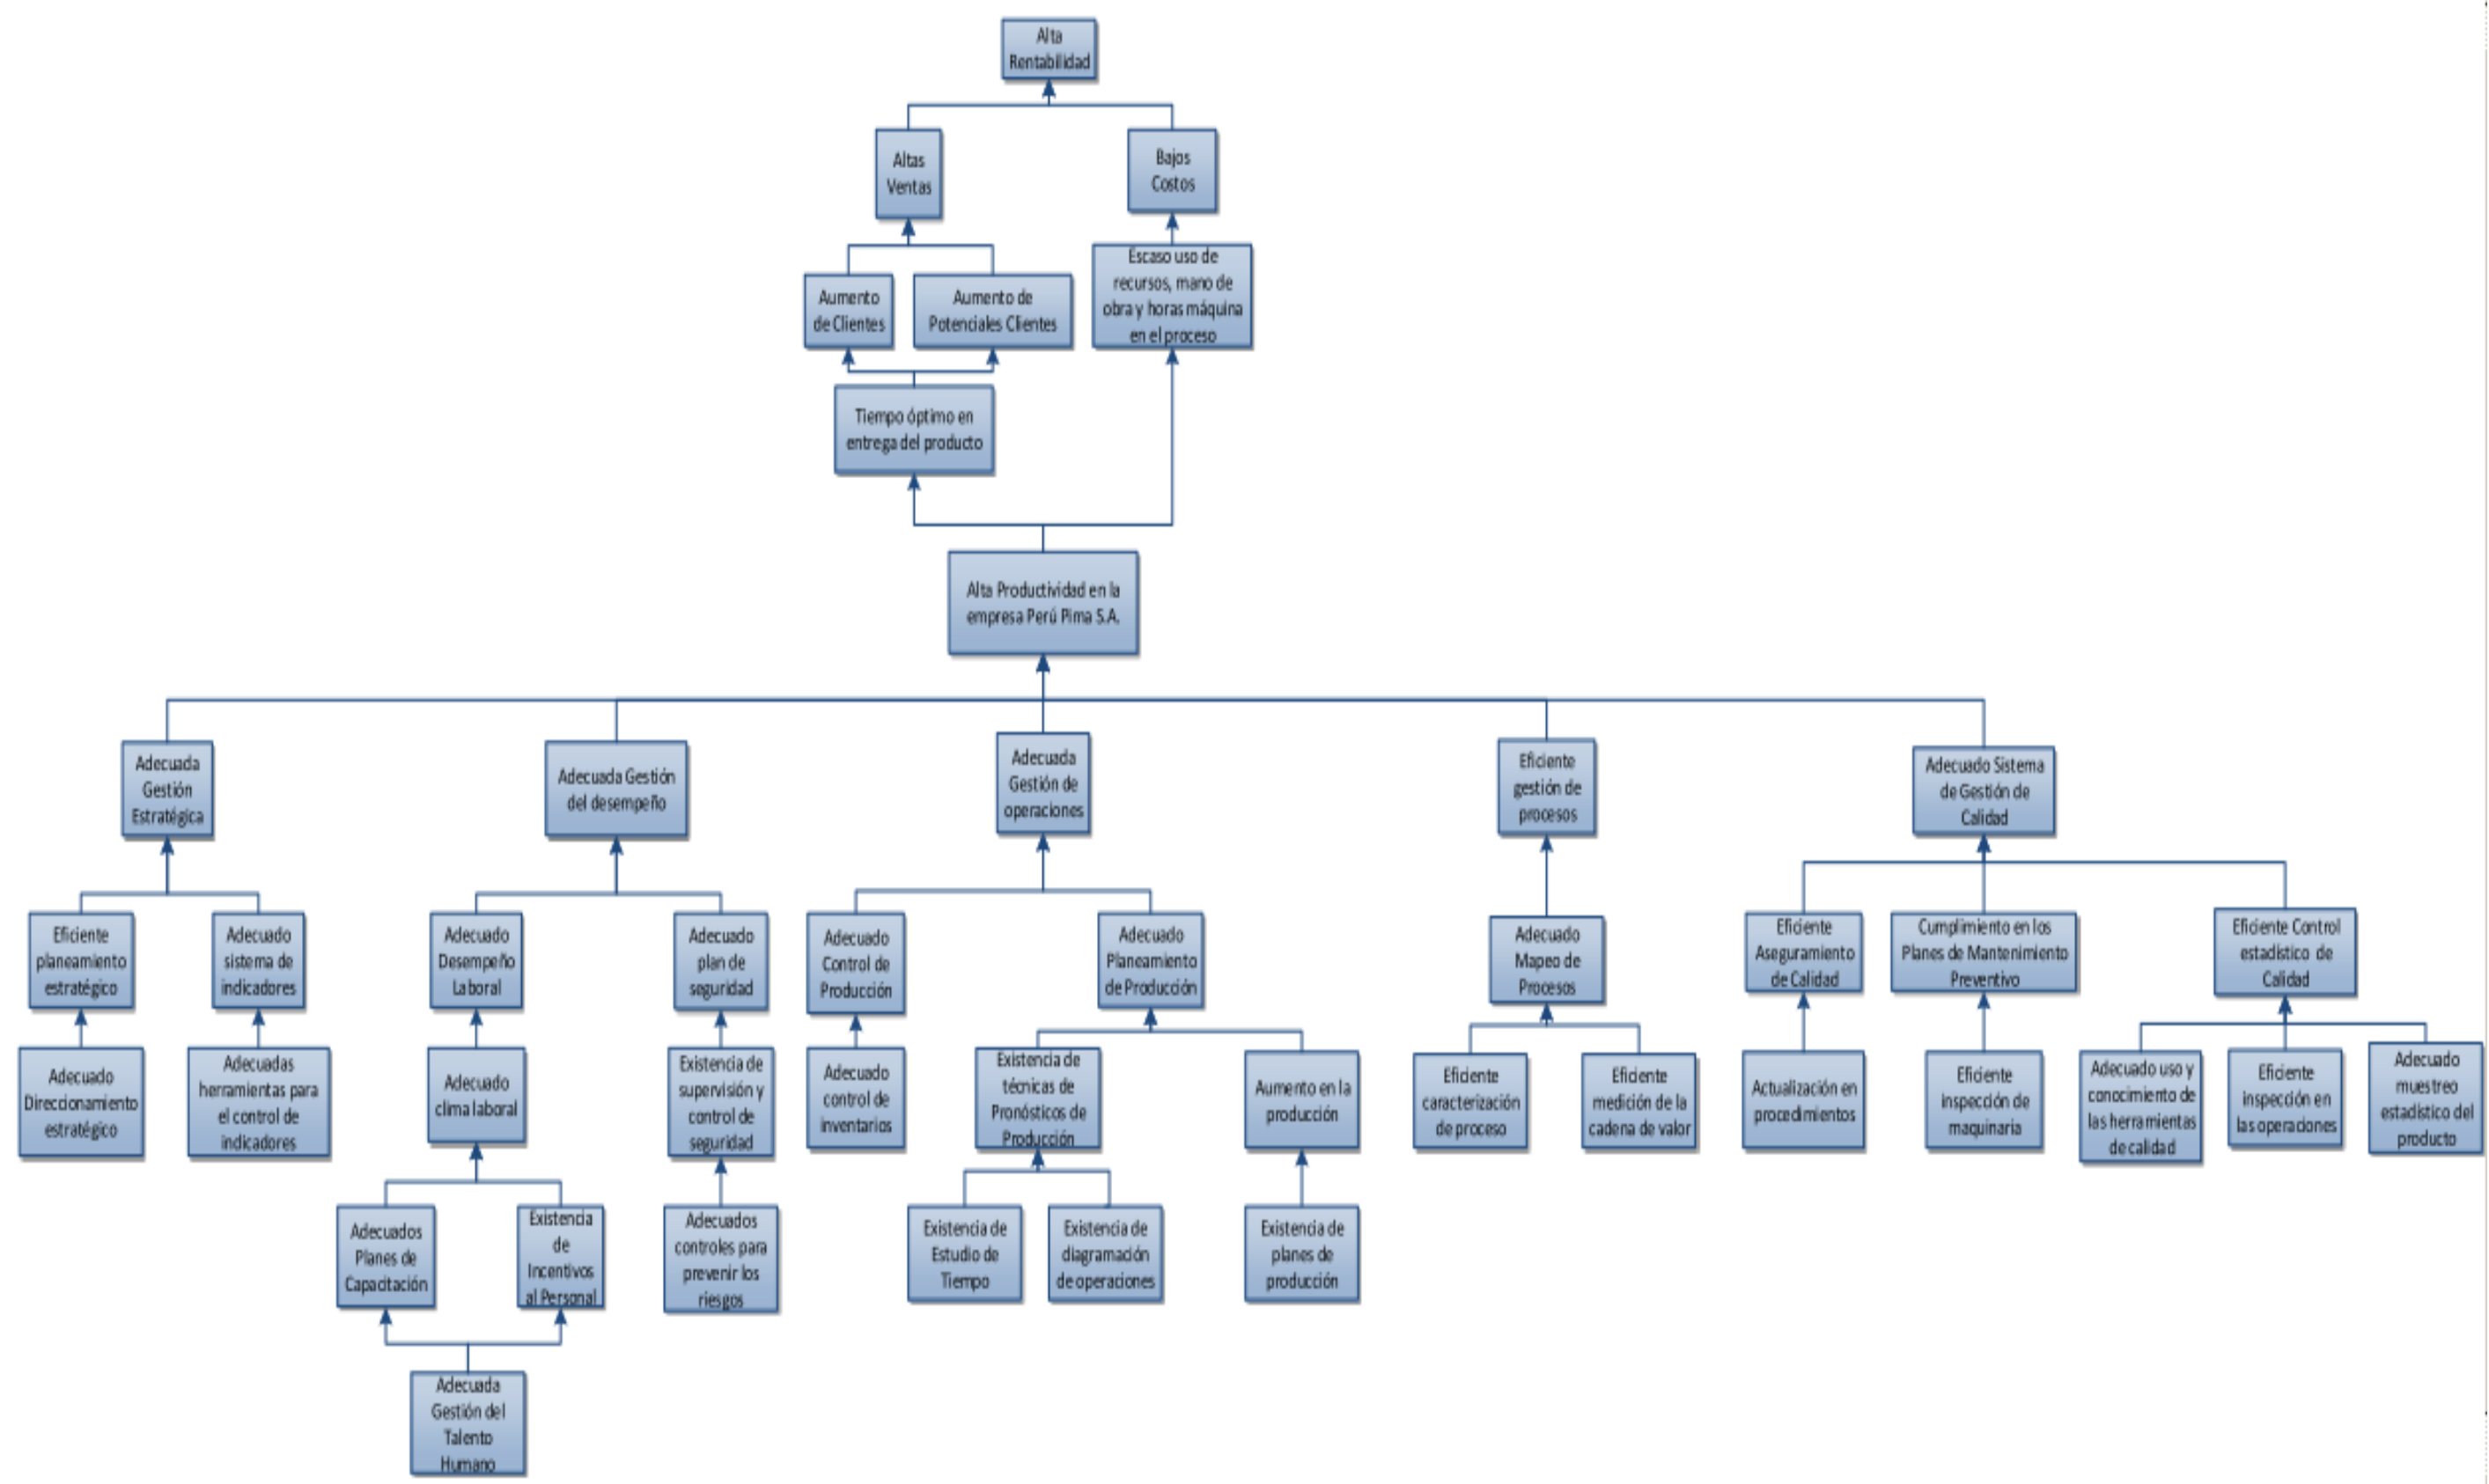 Alta
Rentabilidad
Altas
Ventas
Bajos
Costos
Aumento
de Clientes
Aumento de
Potenciales Clientes
Escaso uso de
recursos, mano de
obra y horas máquina
en el proceso
Tiempo óptimo en
entrega del producto
Alta Productividad en la
empresa Perú Pima S.A.
Adecuada
Gestión
Estratégica
Adecuada Gestión
del desempeño
Adecuada
Gestión de
operaciones
Eficiente
gestión de
procesos
Adecuado Sistema
de Gestión de
Calidad
Eficiente
planeamiento
estratégico
Adecuado
sistema de
indicadores
Adecuado
Desempeño
Laboral
Adecuado
plan de
seguridad
Adecuado
Control de
Producción
Adecuado
Planeamiento
de Producción
Adecuado
Mapeo de
Procesos
Eficiente
Aseguramiento
de Calidad
Cumplimiento en los
Planes de Mantenimiento
Preventivo
Eficiente Control
estadístico de
Calidad
Adecuado
Direccionamiento
estratégico
Adecuadas
herramientas para
el control de
indicadores
Adecuado
clima laboral
Existencia de
supervisión y
control de
seguridad
Adecuado
control de
inventarios
Existencia de
técnicas de
Pronósticos de
Producción
Aumento en la
producción
Eficiente
caracterización
de proceso
Eficiente
medición de la
cadena de valor
Actualización en
procedimientos
Eficiente
inspección de
maquinaria
Adecuado uso y
conocimiento de
las herramientas
de calidad
Eficiente
inspección en
las operaciones
Adecuado
muestreo
estadístico del
producto
Adecuados
Planes de
Capacitación
Existencia
de
Incentivos
al Personal
Adecuados
controles para
prevenir los
riesgos
Existencia de
Estudio de
Tiempo
Existencia de
diagramación
de operaciones
Existencia de
planes de
producción
Adecuada
Gestión del
Talento
Humano